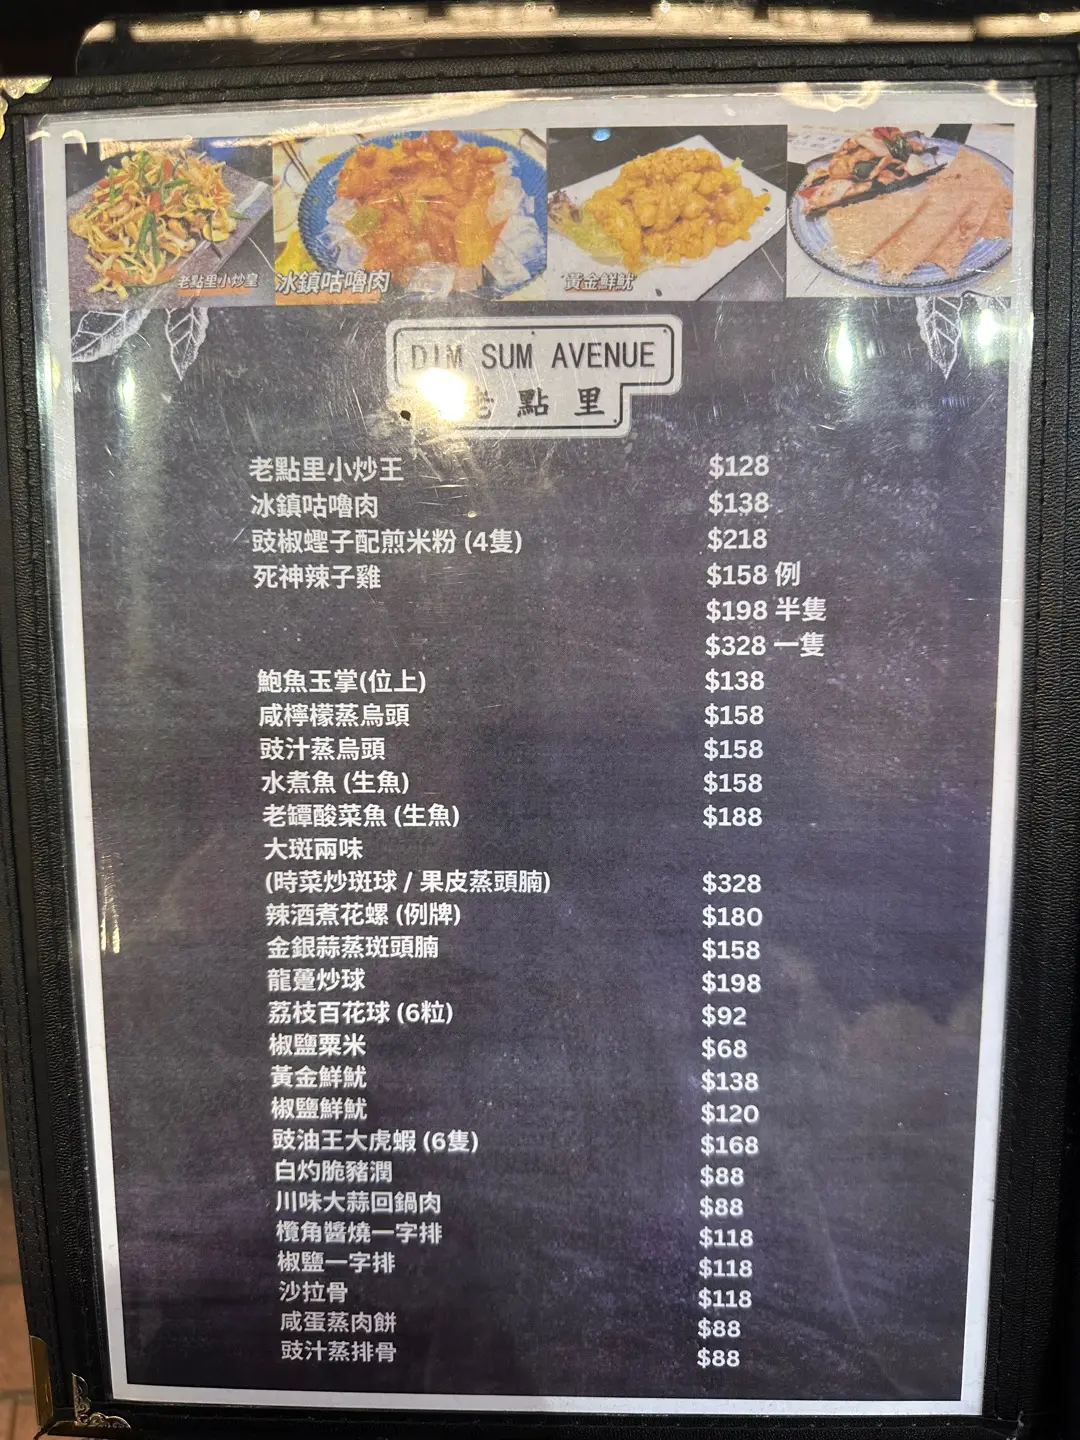 老點里小炒皇
冰鎮咕嚕肉
黃金鮮魷
DIM SUM AVENUE
老點里
老點里小炒王 $128
冰鎮咕嚕肉 $138
豉椒蟶子配煎米粉 (4隻) $218
死神辣子雞 $158 例
$198 半隻
$328 一隻
鮑魚玉掌(位上) $138
咸檸檬蒸烏頭 $158
豉汁蒸烏頭 $158
水煮魚 (生魚) $158
老罈酸菜魚 (生魚) $188
大斑兩味
(時菜炒斑球 / 果皮蒸頭腩) $328
辣酒煮花螺 (例牌) $180
金銀蒜蒸斑頭腩 $158
龍躉炒球 $198
荔枝百花球 (6粒) $92
椒鹽粟米 $68
黃金鮮魷 $138
椒鹽鮮魷 $120
豉油王大虎蝦 (6隻) $168
白灼脆豬潤 $88
川味大蒜回鍋肉 $88
欖角醬燒一字排 $118
椒鹽一字排 $118
沙拉骨 $118
咸蛋蒸肉餅 $88
豉汁蒸排骨 $88